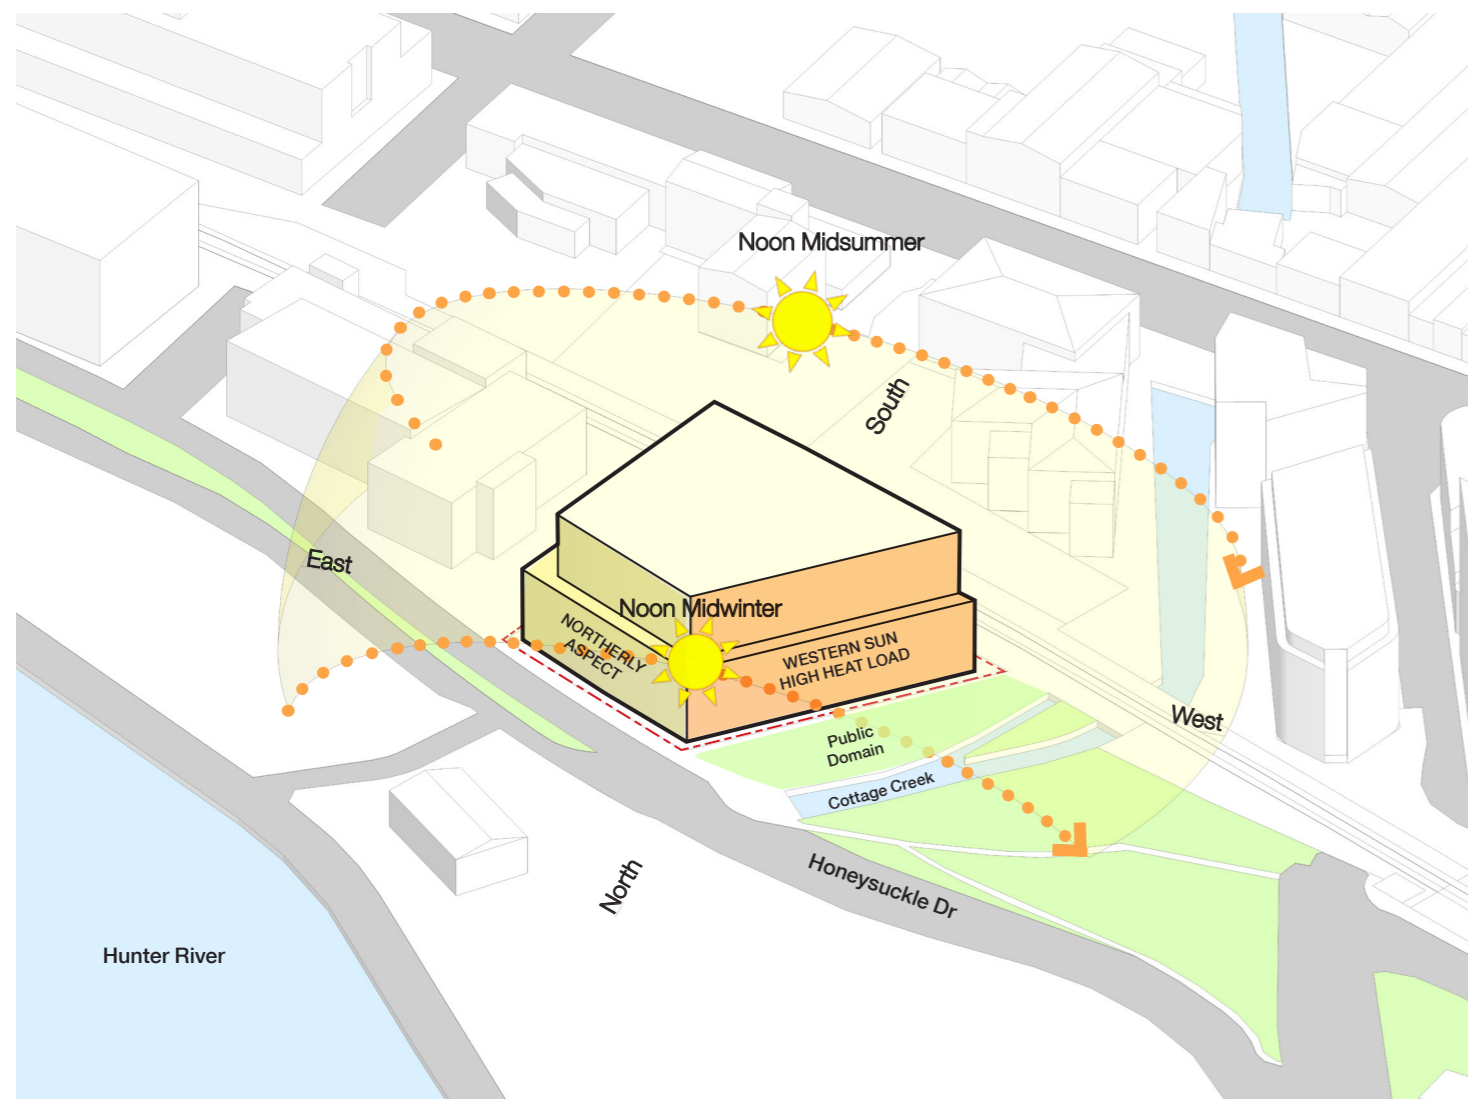 Noon Midsummer
South
East
Noon Midwinter
NORTHERLY
ASPECT
WESTERN SUN
HIGH HEAT LOAD
West
Public
Domain
Cottage Creek
Honeysuckle Dr
North
Hunter River